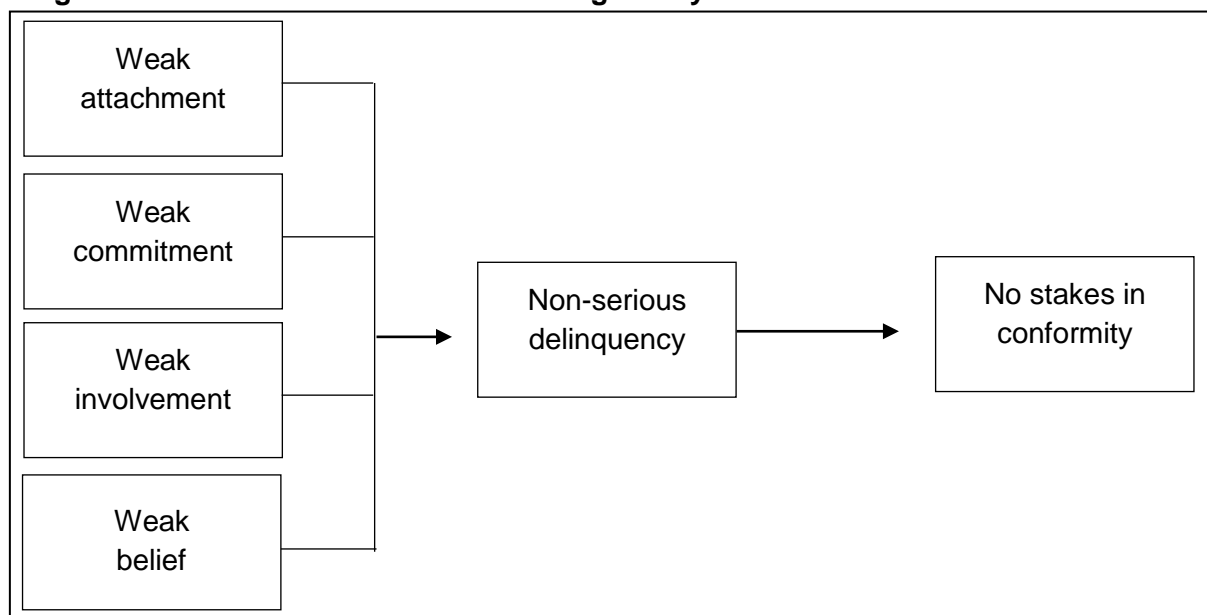 Weak
attachment
Weak
commitment
Weak
involvement
Weak
belief
Non-serious
delinquency
No stakes in
conformity